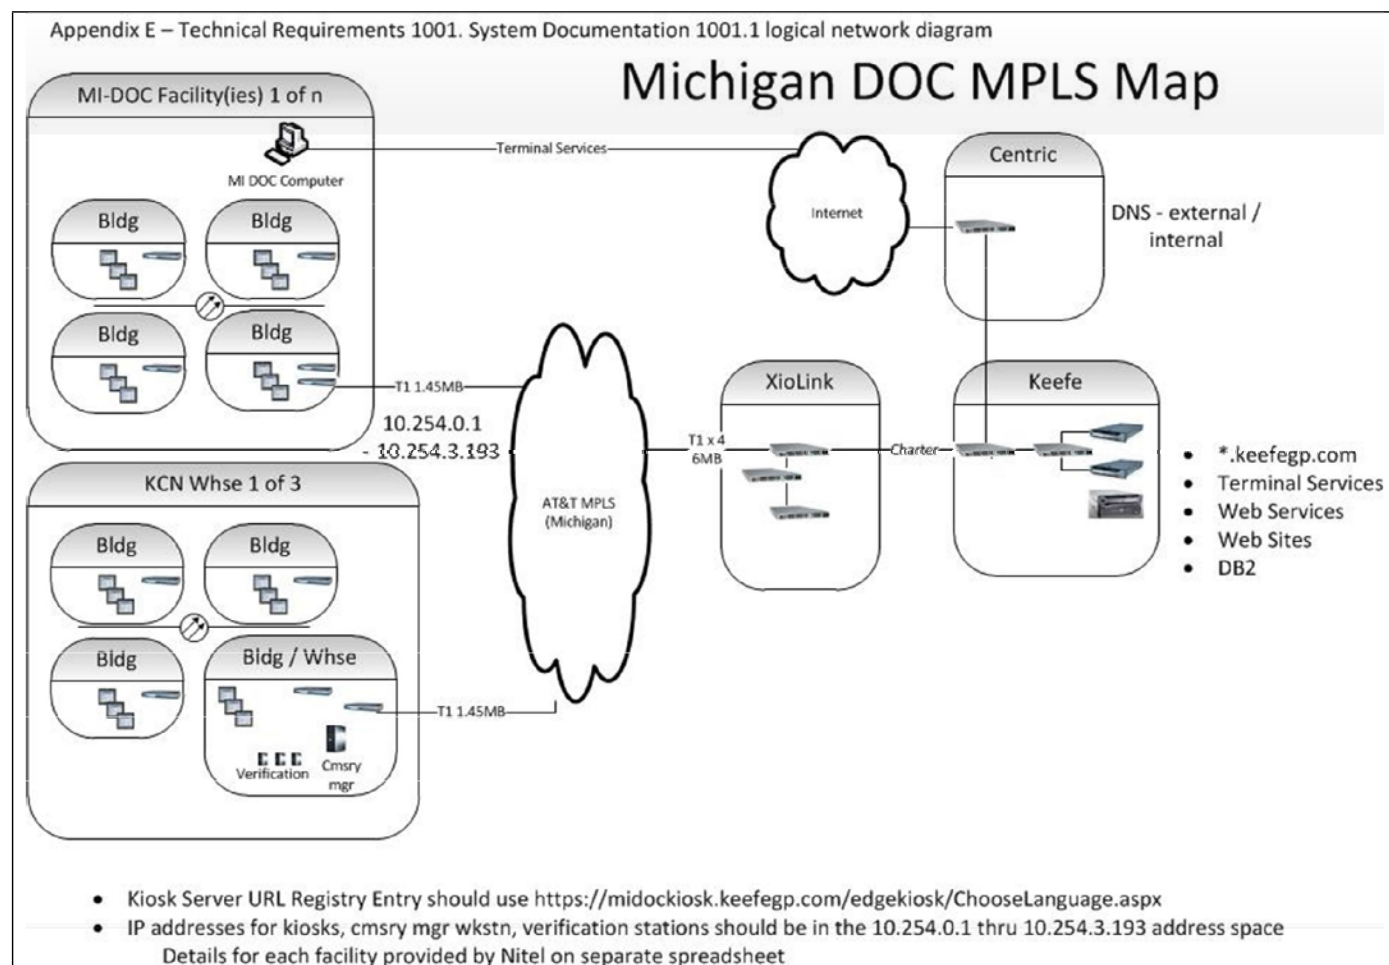 Appendix E – Technical Requirements 1001. System Documentation 1001.1 logical network diagram
Michigan DOC MPLS Map
MI-DOC Facility(ies) 1 of n
MI DOC Computer
Terminal Services
Internet
Centric
DNS - external /
internal
Bldg
Bldg
Bldg
Bldg
T1 1.45MB
10.254.0.1
- 10.254.3.193
AT&T MPLS
(Michigan)
T1 x 4
6MB
XioLink
Charter
Keefe
• *.keefegp.com
• Terminal Services
• Web Services
• Web Sites
• DB2
KCN Whse 1 of 3
Bldg
Bldg
Bldg
Bldg / Whse
Verification
Cmsry
mgr
T1 1.45MB
• Kiosk Server URL Registry Entry should use https://midockiosk.keefegp.com/edgekiosk/ChooseLanguage.aspx
• IP addresses for kiosks, cmsry mgr wkstn, verification stations should be in the 10.254.0.1 thru 10.254.3.193 address space
Details for each facility provided by Nitel on separate spreadsheet